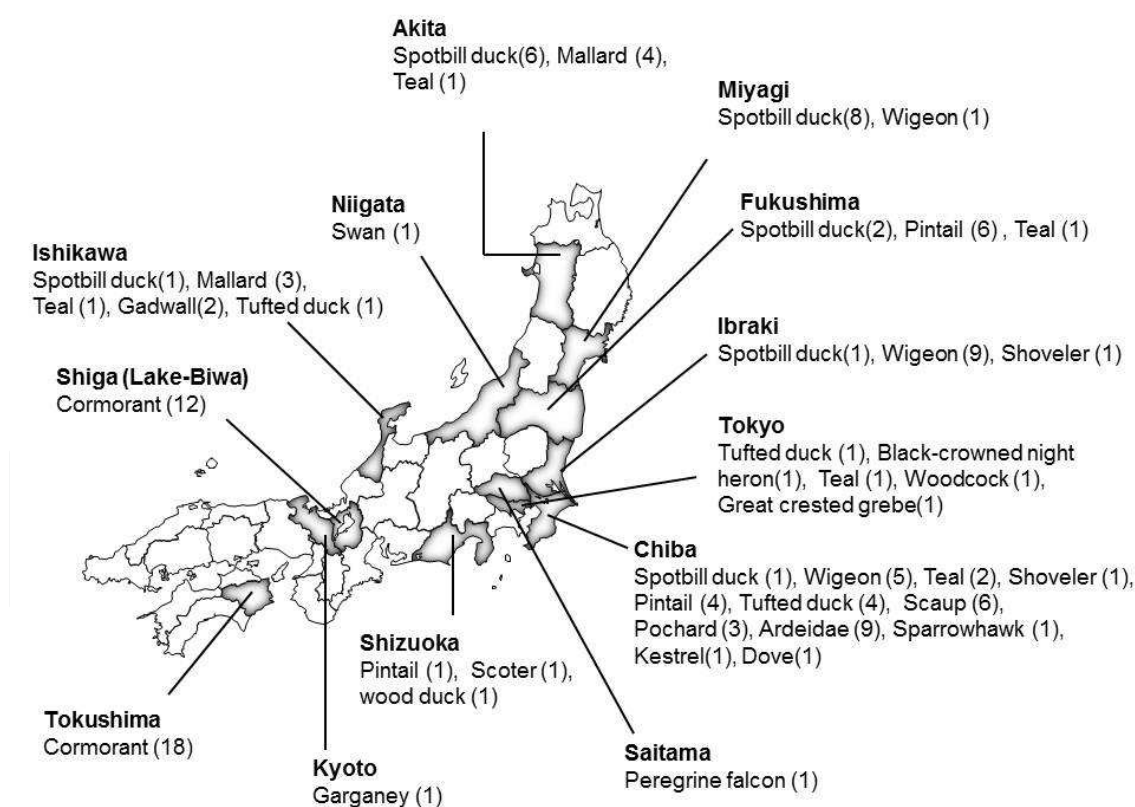 Akita
Spotbill duck(6), Mallard (4),
Teal (1)
Miyagi
Spotbill duck(8), Wigeon (1)
Niigata
Swan (1)
Fukushima
Spotbill duck(2), Pintail (6) , Teal (1)
Ishikawa
Spotbill duck(1), Mallard (3),
Teal (1), Gadwall(2), Tufted duck (1)
Ibraki
Spotbill duck(1), Wigeon (9), Shoveler (1)
Shiga (Lake-Biwa)
Cormorant (12)
Tokyo
Tufted duck (1), Black-crowned night
heron(1), Teal (1), Woodcock (1),
Great crested grebe(1)
Chiba
Spotbill duck (1), Wigeon (5), Teal (2), Shoveler (1),
Pintail (4), Tufted duck (4), Scaup (6),
Pochard (3), Ardeidae (9), Sparrowhawk (1),
Kestrel(1), Dove(1)
Shizuoka
Pintail (1), Scoter (1),
wood duck (1)
Tokushima
Cormorant (18)
Kyoto
Garganey (1)
Saitama
Peregrine falcon (1)